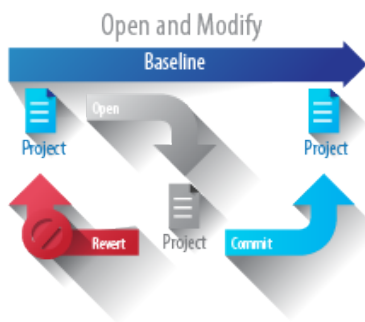 Open and Modify
Baseline
Open
Project
Project
Revert
Project
Commit